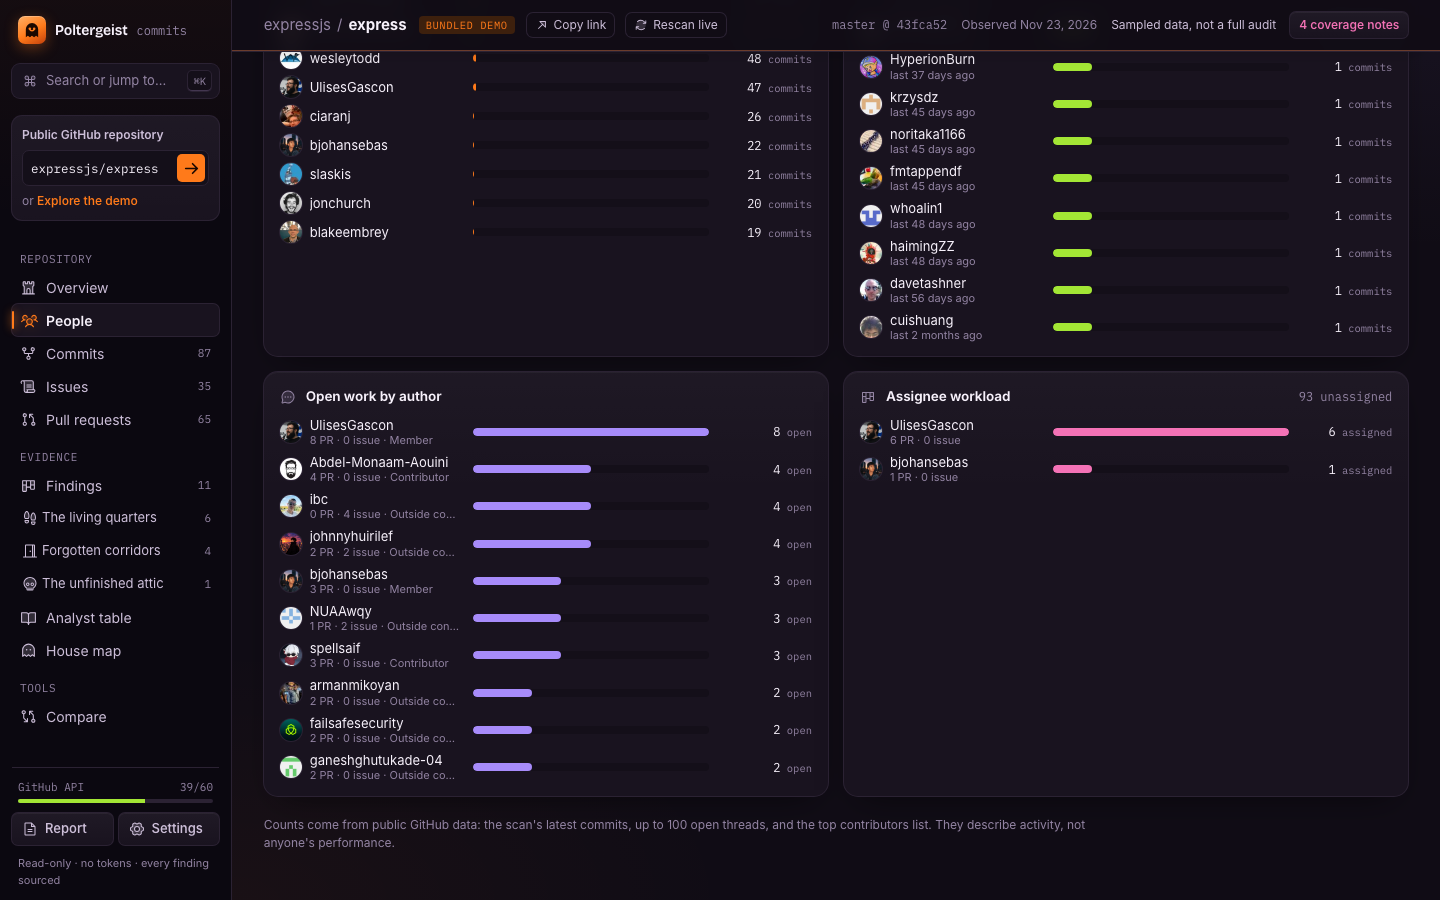 Poltergeist commits
Search or jump to... ⌘K
Public GitHub repository
expressjs/express
or Explore the demo
REPOSITORY
Overview
People
Commits 87
Issues 35
Pull requests 65
EVIDENCE
Findings 11
The living quarters 6
Forgotten corridors 4
The unfinished attic 1
Analyst table
House map
TOOLS
Compare
GitHub API 39/60
Report
Settings
Read-only · no tokens · every finding
sourced
expressjs / express BUNDLED DEMO Copy link Rescan live master @ 43fca52 Observed Nov 23, 2026 Sampled data, not a full audit 4 coverage notes
wesleytodd 48 commits
UlisesGascon 47 commits
ciaranj 26 commits
bjohansebas 22 commits
slaskis 21 commits
jonchurch 20 commits
blakeembrey 19 commits
HyperionBurn 1 commits
last 37 days ago
krzysdz 1 commits
last 45 days ago
noritaka1166 1 commits
last 45 days ago
fmtappendf 1 commits
last 45 days ago
whoalin1 1 commits
last 48 days ago
haimingZZ 1 commits
last 48 days ago
davetashner 1 commits
last 56 days ago
cuishuang 1 commits
last 2 months ago
Open work by author
UlisesGascon 8 open
8 PR · 0 issue · Member
Abdel-Monaam-Aouini 4 open
4 PR · 0 issue · Contributor
ibc 4 open
0 PR · 4 issue · Outside co...
johnnyhuirilef 4 open
2 PR · 2 issue · Outside co...
bjohansebas 3 open
3 PR · 0 issue · Member
NUAAwqy 3 open
1 PR · 2 issue · Outside con...
spellsaif 3 open
3 PR · 0 issue · Contributor
armanmikoyan 2 open
2 PR · 0 issue · Outside co...
failsafesecurity 2 open
2 PR · 0 issue · Outside co...
ganeshghutukade-04 2 open
2 PR · 0 issue · Outside co...
Assignee workload 93 unassigned
UlisesGascon 6 assigned
6 PR · 0 issue
bjohansebas 1 assigned
1 PR · 0 issue
Counts come from public GitHub data: the scan's latest commits, up to 100 open threads, and the top contributors list. They describe activity, not
anyone's performance.